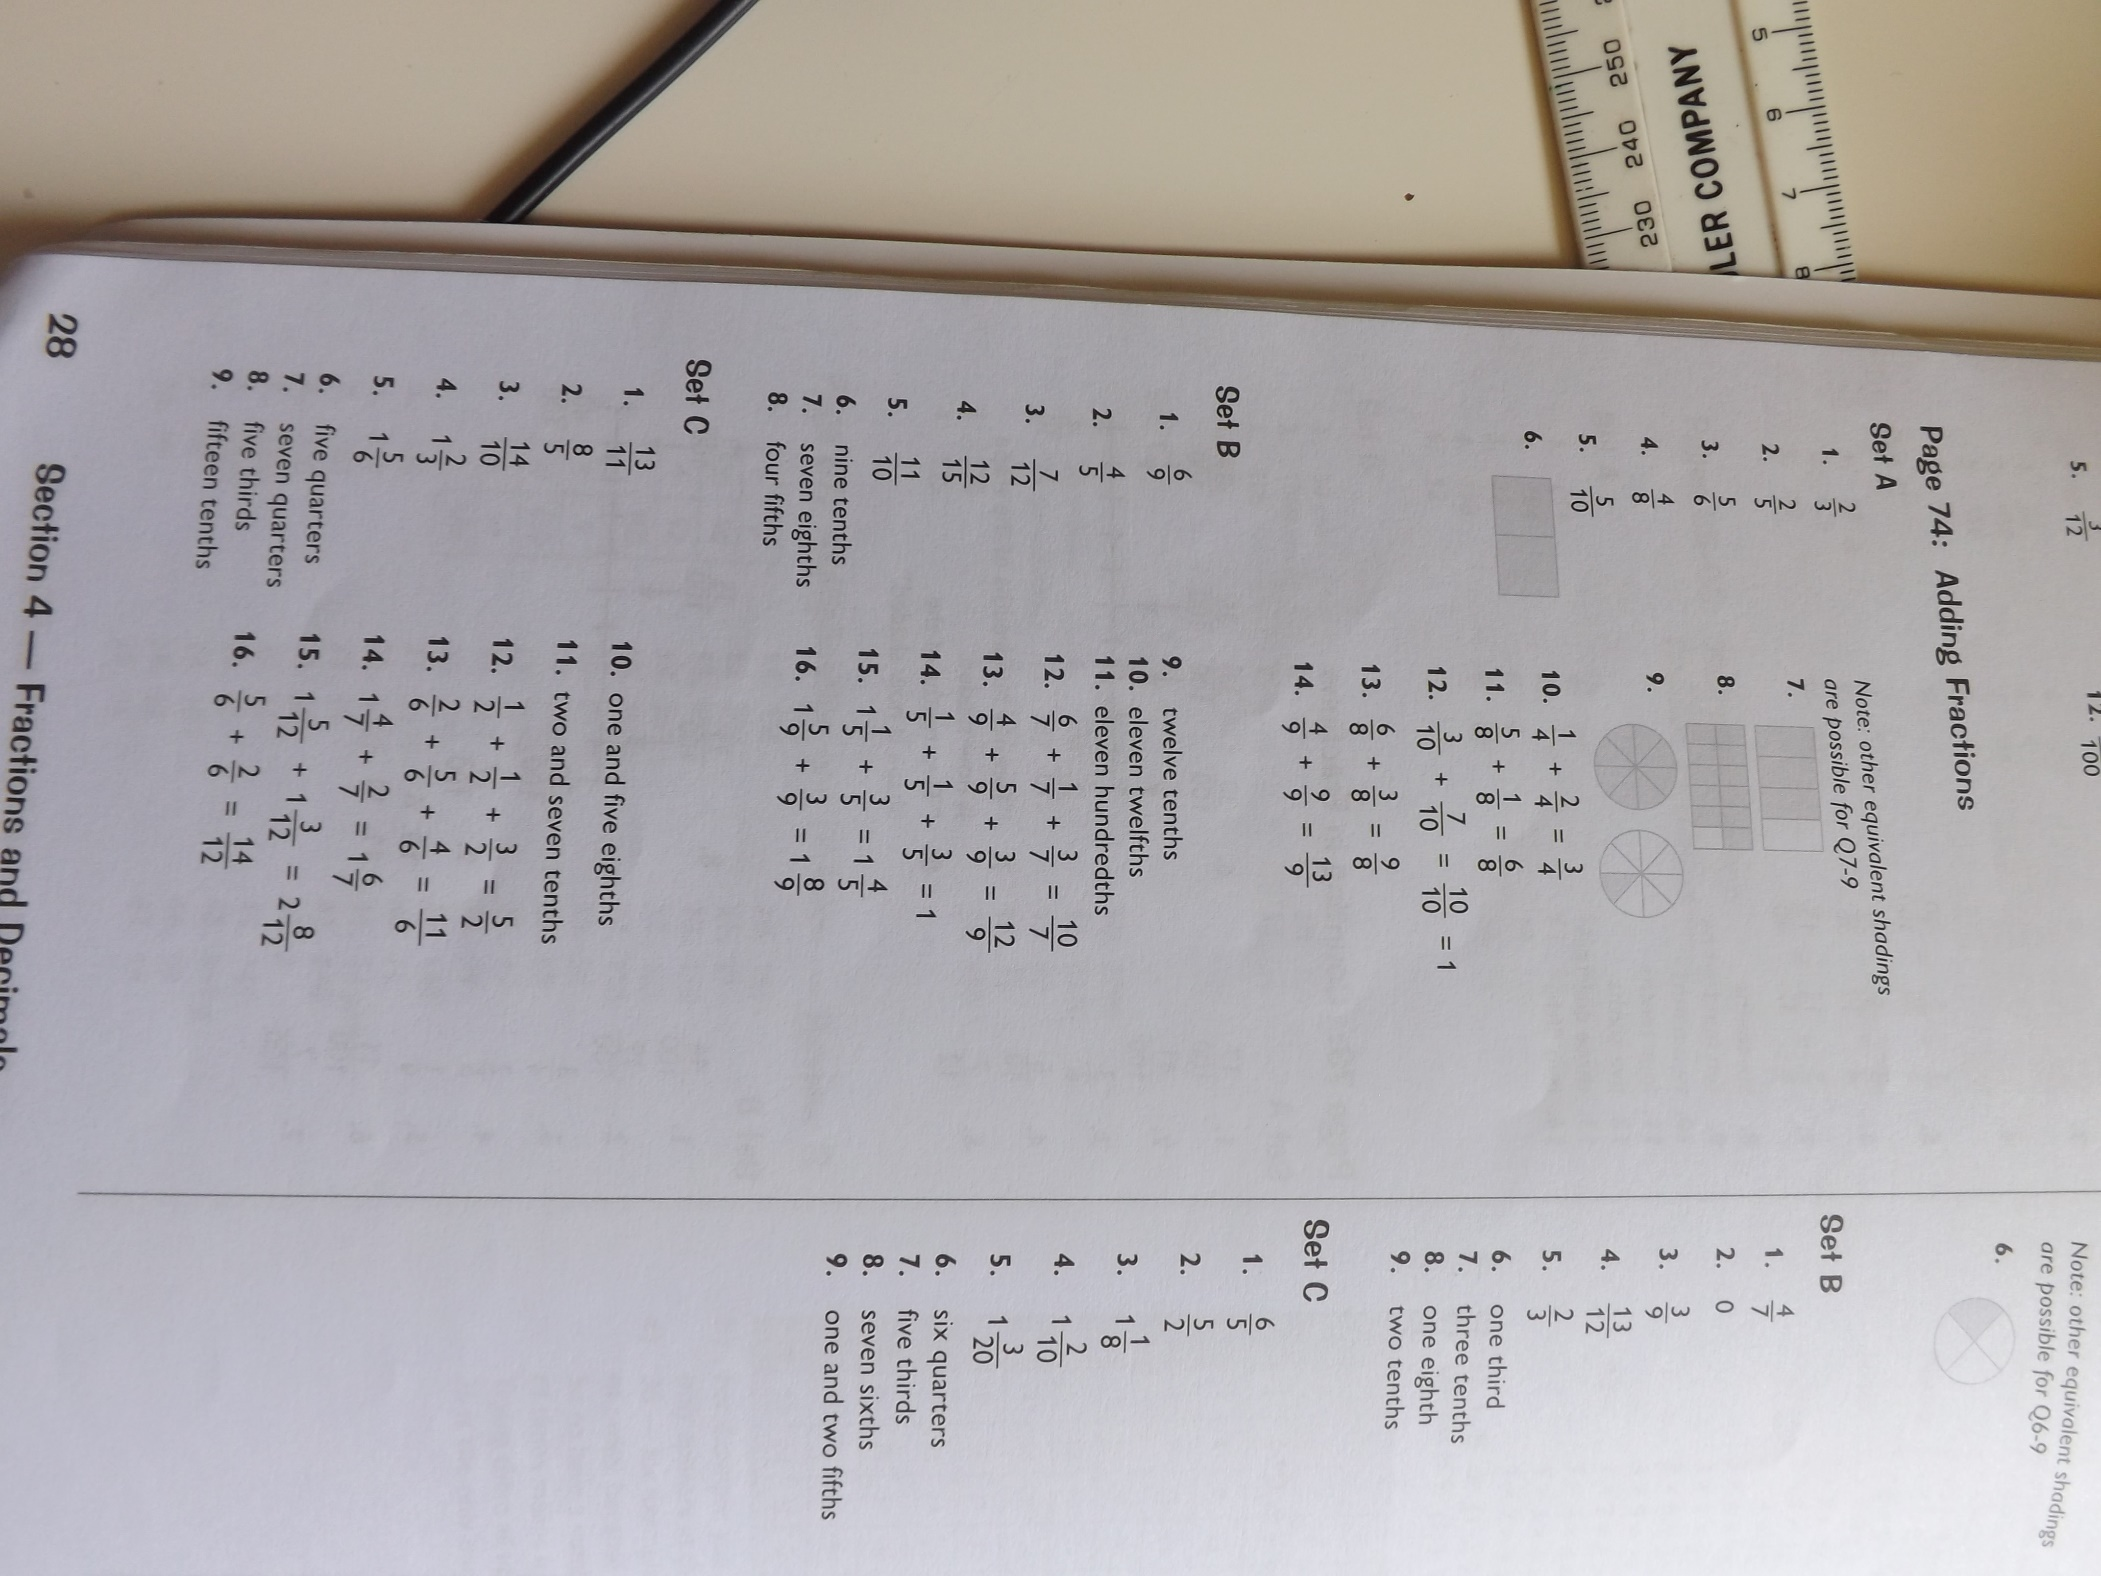 5. 3/12
12. /100
Page 74: Adding Fractions
Set A
1. 2/3
2. 2/5
3. 5/6
4. 4/8
5. 5/10
6.
Note: other equivalent shadings
are possible for Q7-9
7.
8.
9.
10. 1/4 + 2/4 = 3/4
11. 5/8 + 1/8 = 6/8
12. 3/10 + 7/10 = 10/10 = 1
13. 6/8 + 3/8 = 9/8
14. 4/9 + 9/9 = 13/9
Set B
1. 6/9
2. 4/5
3. 7/12
4. 12/15
5. 11/10
6. nine tenths
7. seven eighths
8. four fifths
9. twelve tenths
10. eleven twelfths
11. eleven hundredths
12. 6/7 + 1/7 + 3/7 = 10/7
13. 4/9 + 5/9 + 3/9 = 12/9
14. 1/5 + 1/5 + 3/5 = 1
15. 1 1/5 + 3/5 = 1 4/5
16. 1 5/9 + 3/9 = 1 8/9
Set C
1. 13/11
2. 8/5
3. 14/10
4. 1 2/3
5. 1 5/6
6. five quarters
7. seven quarters
8. five thirds
9. fifteen tenths
10. one and five eighths
11. two and seven tenths
12. 1/2 + 1/2 + 3/2 = 5/2
13. 2/6 + 5/6 + 4/6 = 11/6
14. 1 4/7 + 2/7 = 1 6/7
15. 1 5/12 + 1 3/12 = 2 8/12
16. 5/6 + 2/6 = 14/12
28 Section 4 — Fractions and Decimals
Note: other equivalent shadings
are possible for Q6-9
6.
Set B
1. 4/7
2. 0
3. 3/9
4. 13/12
5. 2/3
6. one third
7. three tenths
8. one eighth
9. two tenths
Set C
1. 6/5
2. 5/2
3. 1 1/8
4. 1 2/10
5. 1 3/20
6. six quarters
7. five thirds
8. seven sixths
9. one and two fifths
5 6 7 8
LER COMPANY
250 240 230